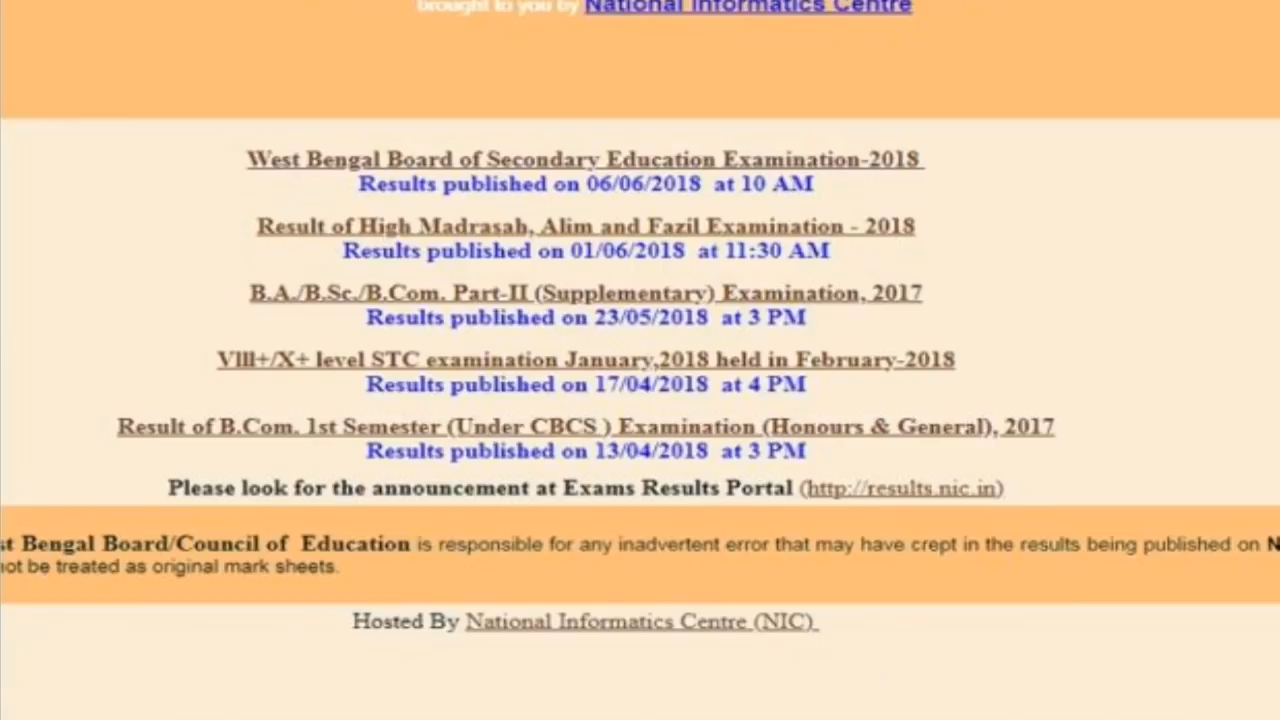 brought to you by National Informatics Centre
West Bengal Board of Secondary Education Examination-2018
Results published on 06/06/2018 at 10 AM
Result of High Madrasah, Alim and Fazil Examination - 2018
Results published on 01/06/2018 at 11:30 AM
B.A./B.Sc./B.Com. Part-II (Supplementary) Examination, 2017
Results published on 23/05/2018 at 3 PM
VIII+/X+ level STC examination January,2018 held in February-2018
Results published on 17/04/2018 at 4 PM
Result of B.Com. 1st Semester (Under CBCS ) Examination (Honours & General), 2017
Results published on 13/04/2018 at 3 PM
Please look for the announcement at Exams Results Portal (http://results.nic.in)
st Bengal Board/Council of Education is responsible for any inadvertent error that may have crept in the results being published on N
not be treated as original mark sheets.
Hosted By National Informatics Centre (NIC)